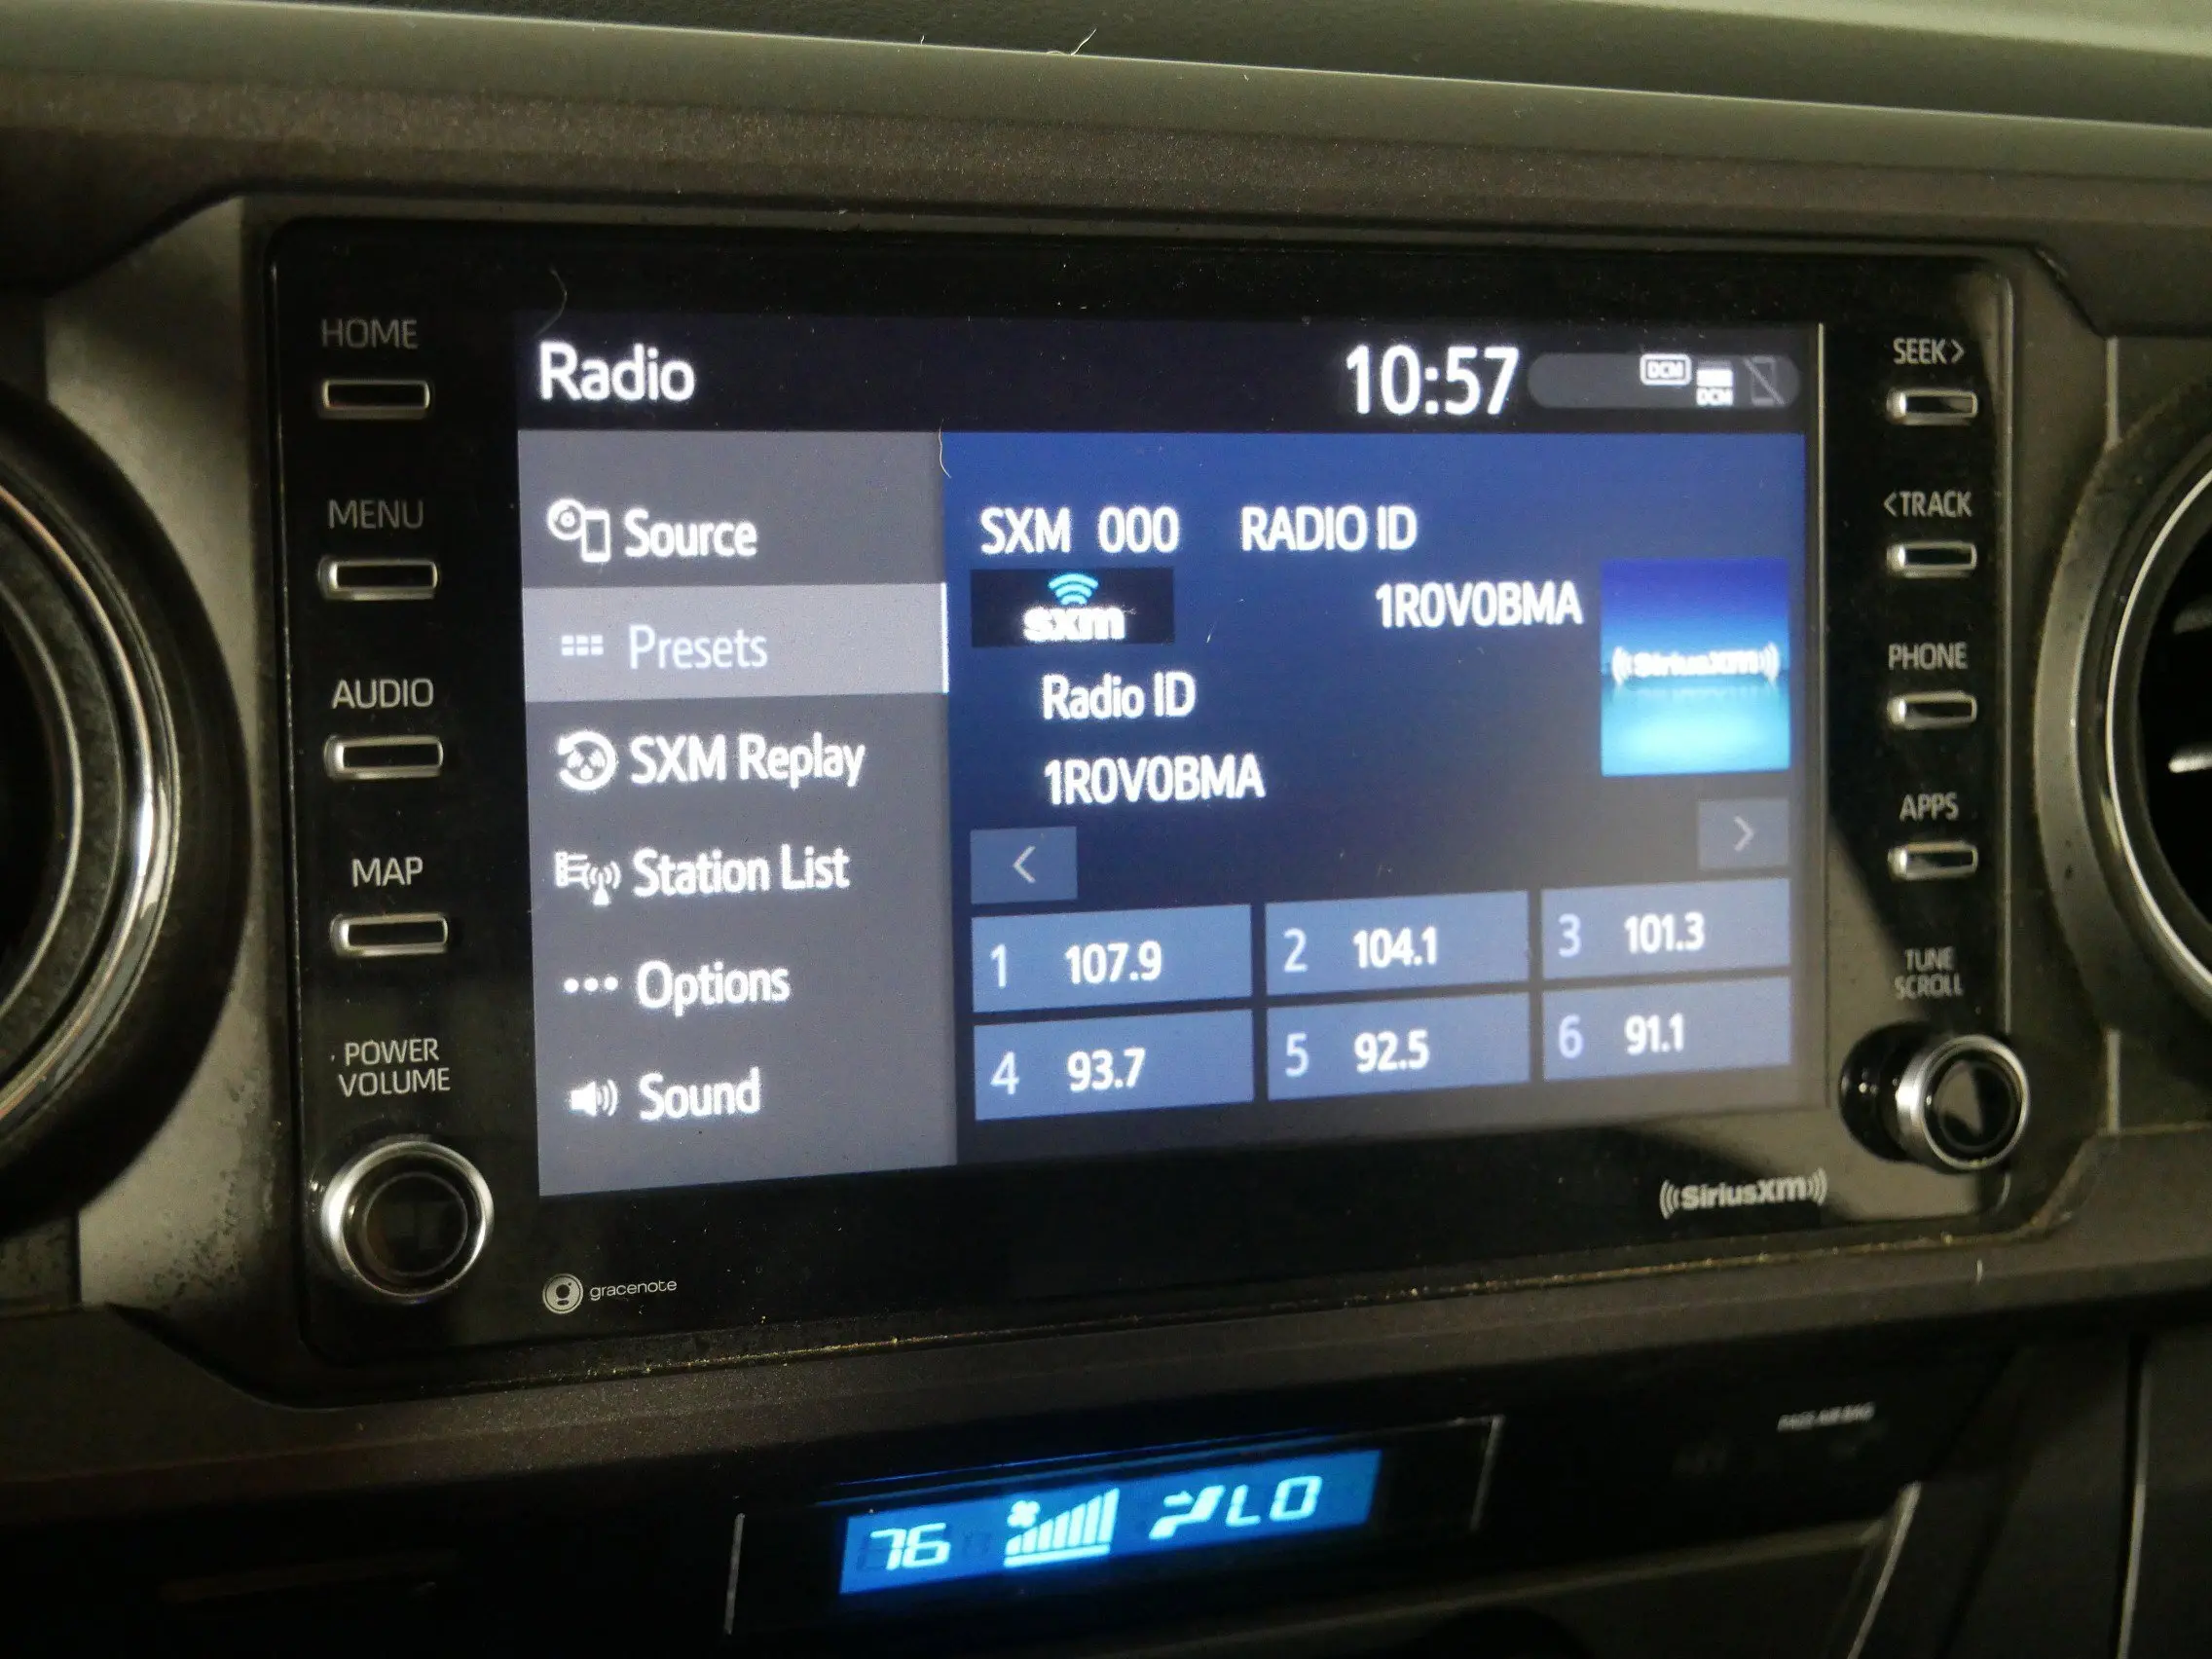 HOME
MENU
AUDIO
MAP
POWER
VOLUME
Radio
10:57
DCM
DCM
Source
Presets
SXM Replay
Station List
Options
Sound
SXM 000 RADIO ID
sxm
1R0V0BMA
Radio ID
1R0V0BMA
((SiriusXM))
<
>
1 107.9
2 104.1
3 101.3
4 93.7
5 92.5
6 91.1
SEEK>
<TRACK
PHONE
APPS
TUNE
SCROLL
((SiriusXM))
gracenote
76
LO